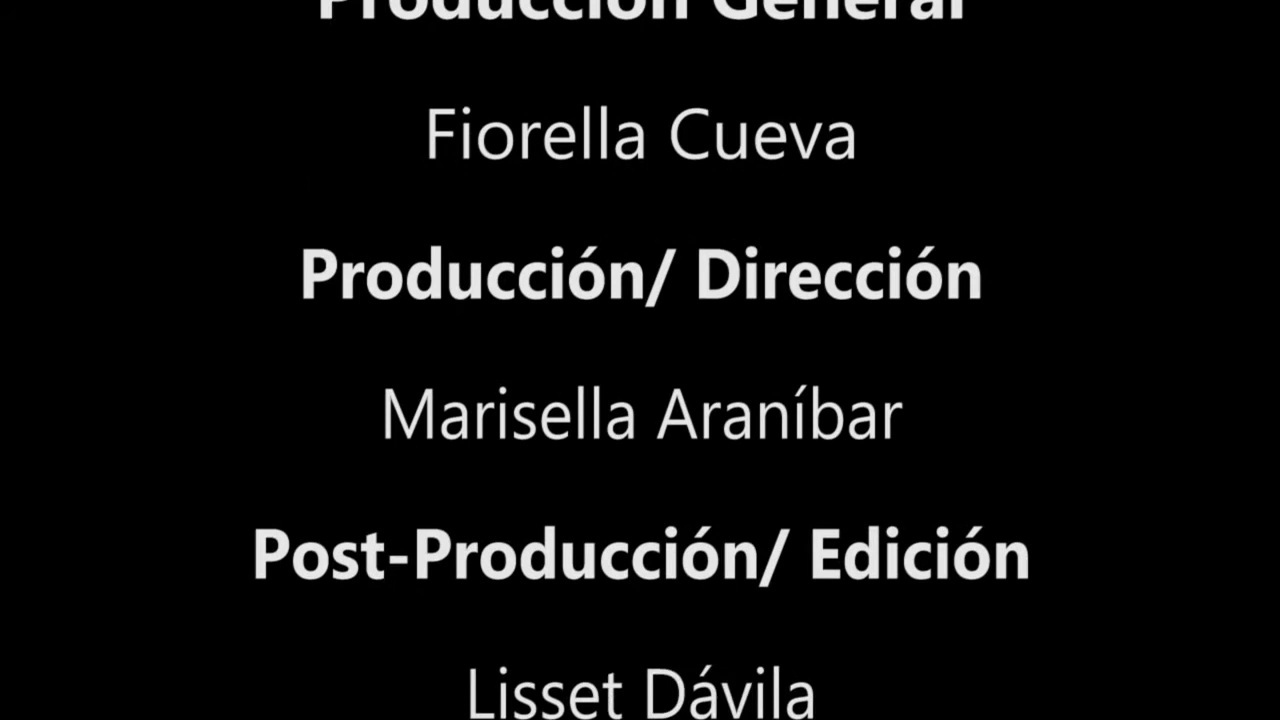 Producción General
Fiorella Cueva
Producción/ Dirección
Marisella Araníbar
Post-Producción/ Edición
Lisset Dávila